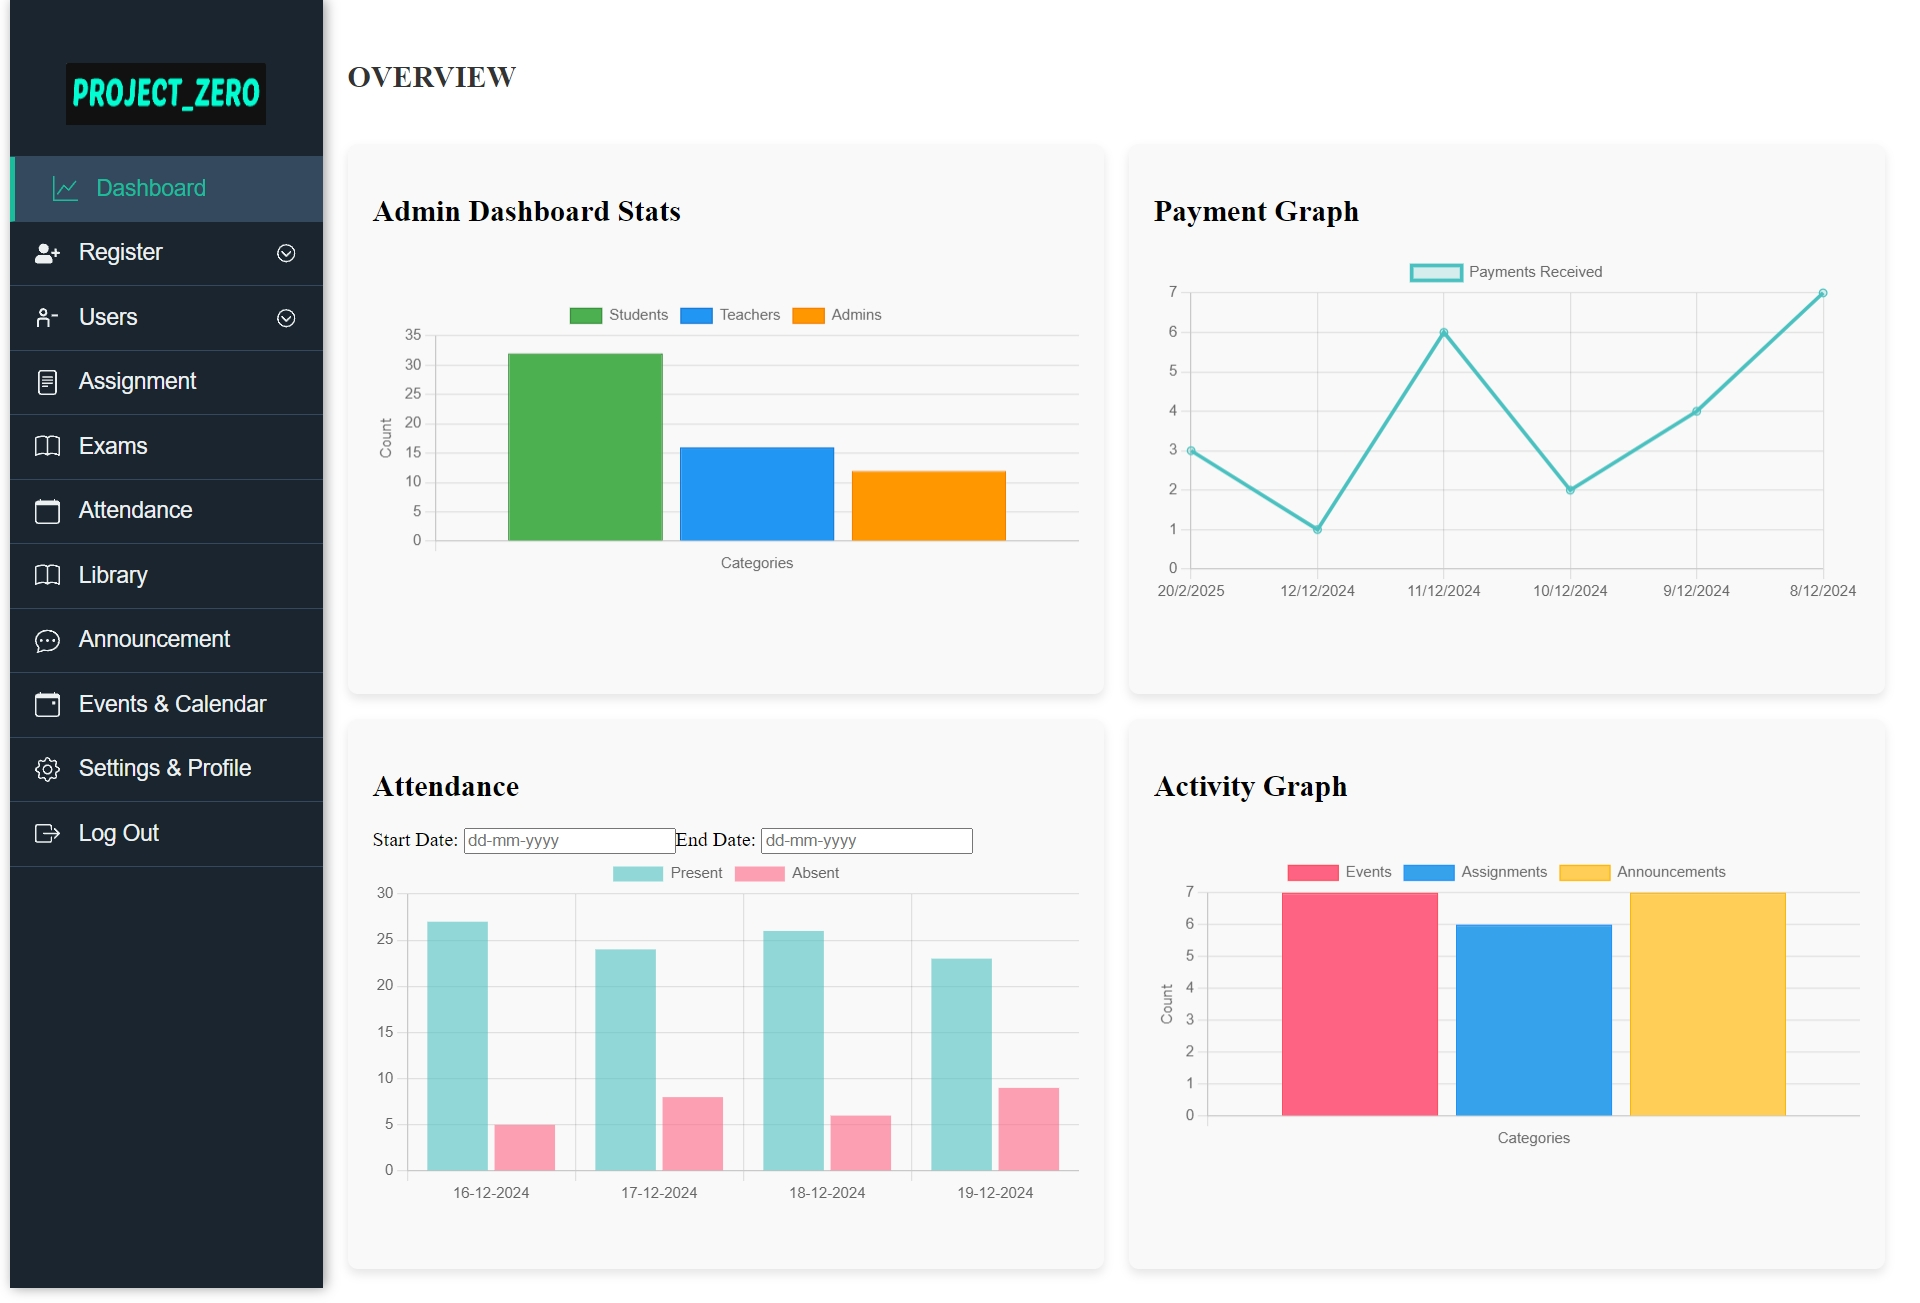 PROJECT_ZERO
Dashboard
Register
Users
Assignment
Exams
Attendance
Library
Announcement
Events & Calendar
Settings & Profile
Log Out
OVERVIEW
Admin Dashboard Stats
Students Teachers Admins
35
30
25
20
15
10
5
0
Count
Categories
Payment Graph
Payments Received
7
6
5
4
3
2
1
0
20/2/2025 12/12/2024 11/12/2024 10/12/2024 9/12/2024 8/12/2024
Attendance
Start Date: dd-mm-yyyy End Date: dd-mm-yyyy
Present Absent
30
25
20
15
10
5
0
16-12-2024 17-12-2024 18-12-2024 19-12-2024
Activity Graph
Events Assignments Announcements
7
6
5
4
3
2
1
0
Count
Categories